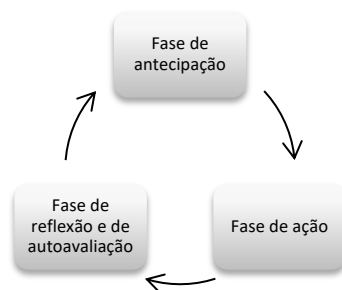 Fase de
antecipação
Fase de ação
Fase de
reflexão e de
autoavaliação